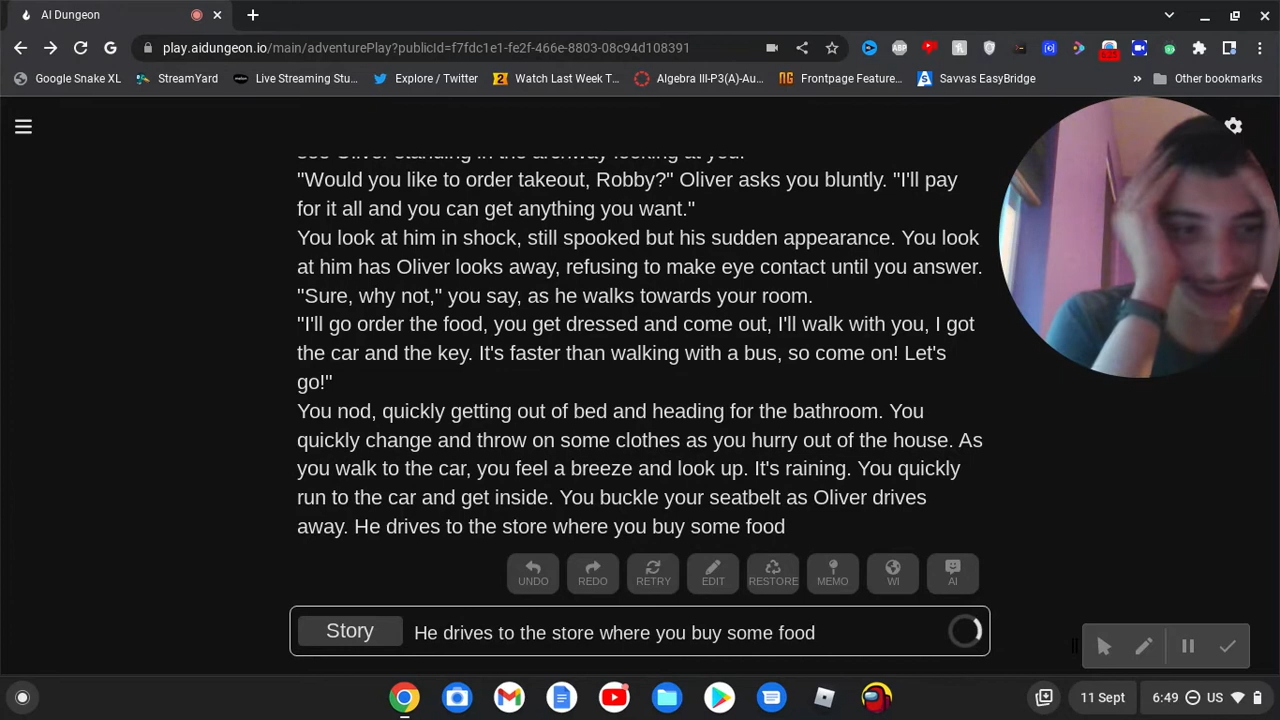 AI Dungeon
play.aidungeon.io/main/adventurePlay?publicId=f7fdc1e1-fe2f-466e-8803-08c94d108391
Google Snake XL StreamYard Live Streaming Stu... Explore / Twitter Watch Last Week T... Algebra III-P3(A)-Au... Frontpage Feature... Savvas EasyBridge » Other bookmarks
see Oliver standing in the archway looking at you.
"Would you like to order takeout, Robby?" Oliver asks you bluntly. "I'll pay
for it all and you can get anything you want."
You look at him in shock, still spooked but his sudden appearance. You look
at him has Oliver looks away, refusing to make eye contact until you answer.
"Sure, why not," you say, as he walks towards your room.
"I'll go order the food, you get dressed and come out, I'll walk with you, I got
the car and the key. It's faster than walking with a bus, so come on! Let's
go!"
You nod, quickly getting out of bed and heading for the bathroom. You
quickly change and throw on some clothes as you hurry out of the house. As
you walk to the car, you feel a breeze and look up. It's raining. You quickly
run to the car and get inside. You buckle your seatbelt as Oliver drives
away. He drives to the store where you buy some food
UNDO REDO RETRY EDIT RESTORE MEMO WI AI
Story He drives to the store where you buy some food
11 Sept 6:49 US